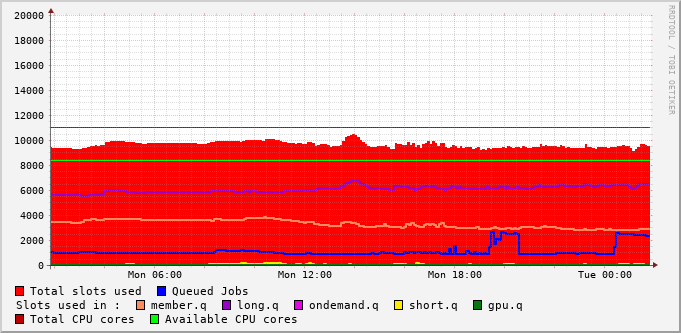 RRDTOOL / TOBI OETIKER
20000
18000
16000
14000
12000
10000
8000
6000
4000
2000
0
Mon 06:00 Mon 12:00 Mon 18:00 Tue 00:00
Total slots used Queued Jobs
Slots used in : member.q long.q ondemand.q short.q gpu.q
Total CPU cores Available CPU cores